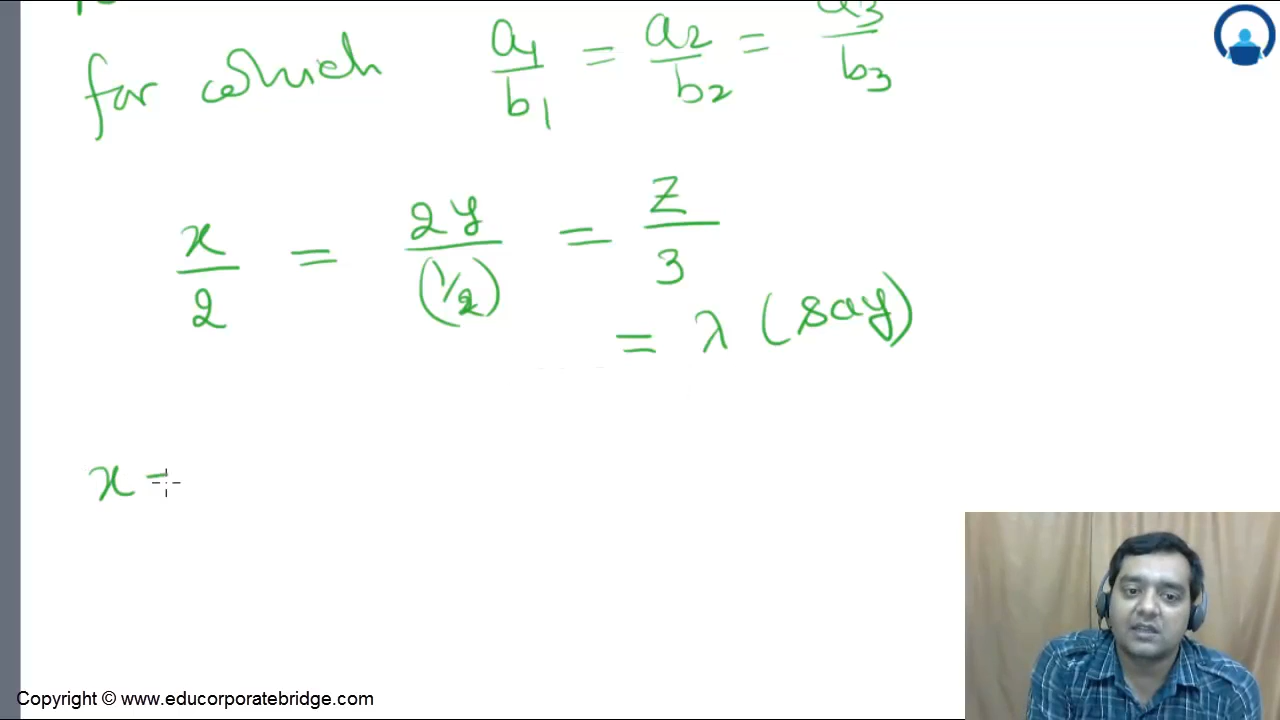 for which a1/b1 = a2/b2 = a3/b3
x/2 = 2y/(1/2) = z/3
= λ (say)
x =
Copyright © www.educorporatebridge.com